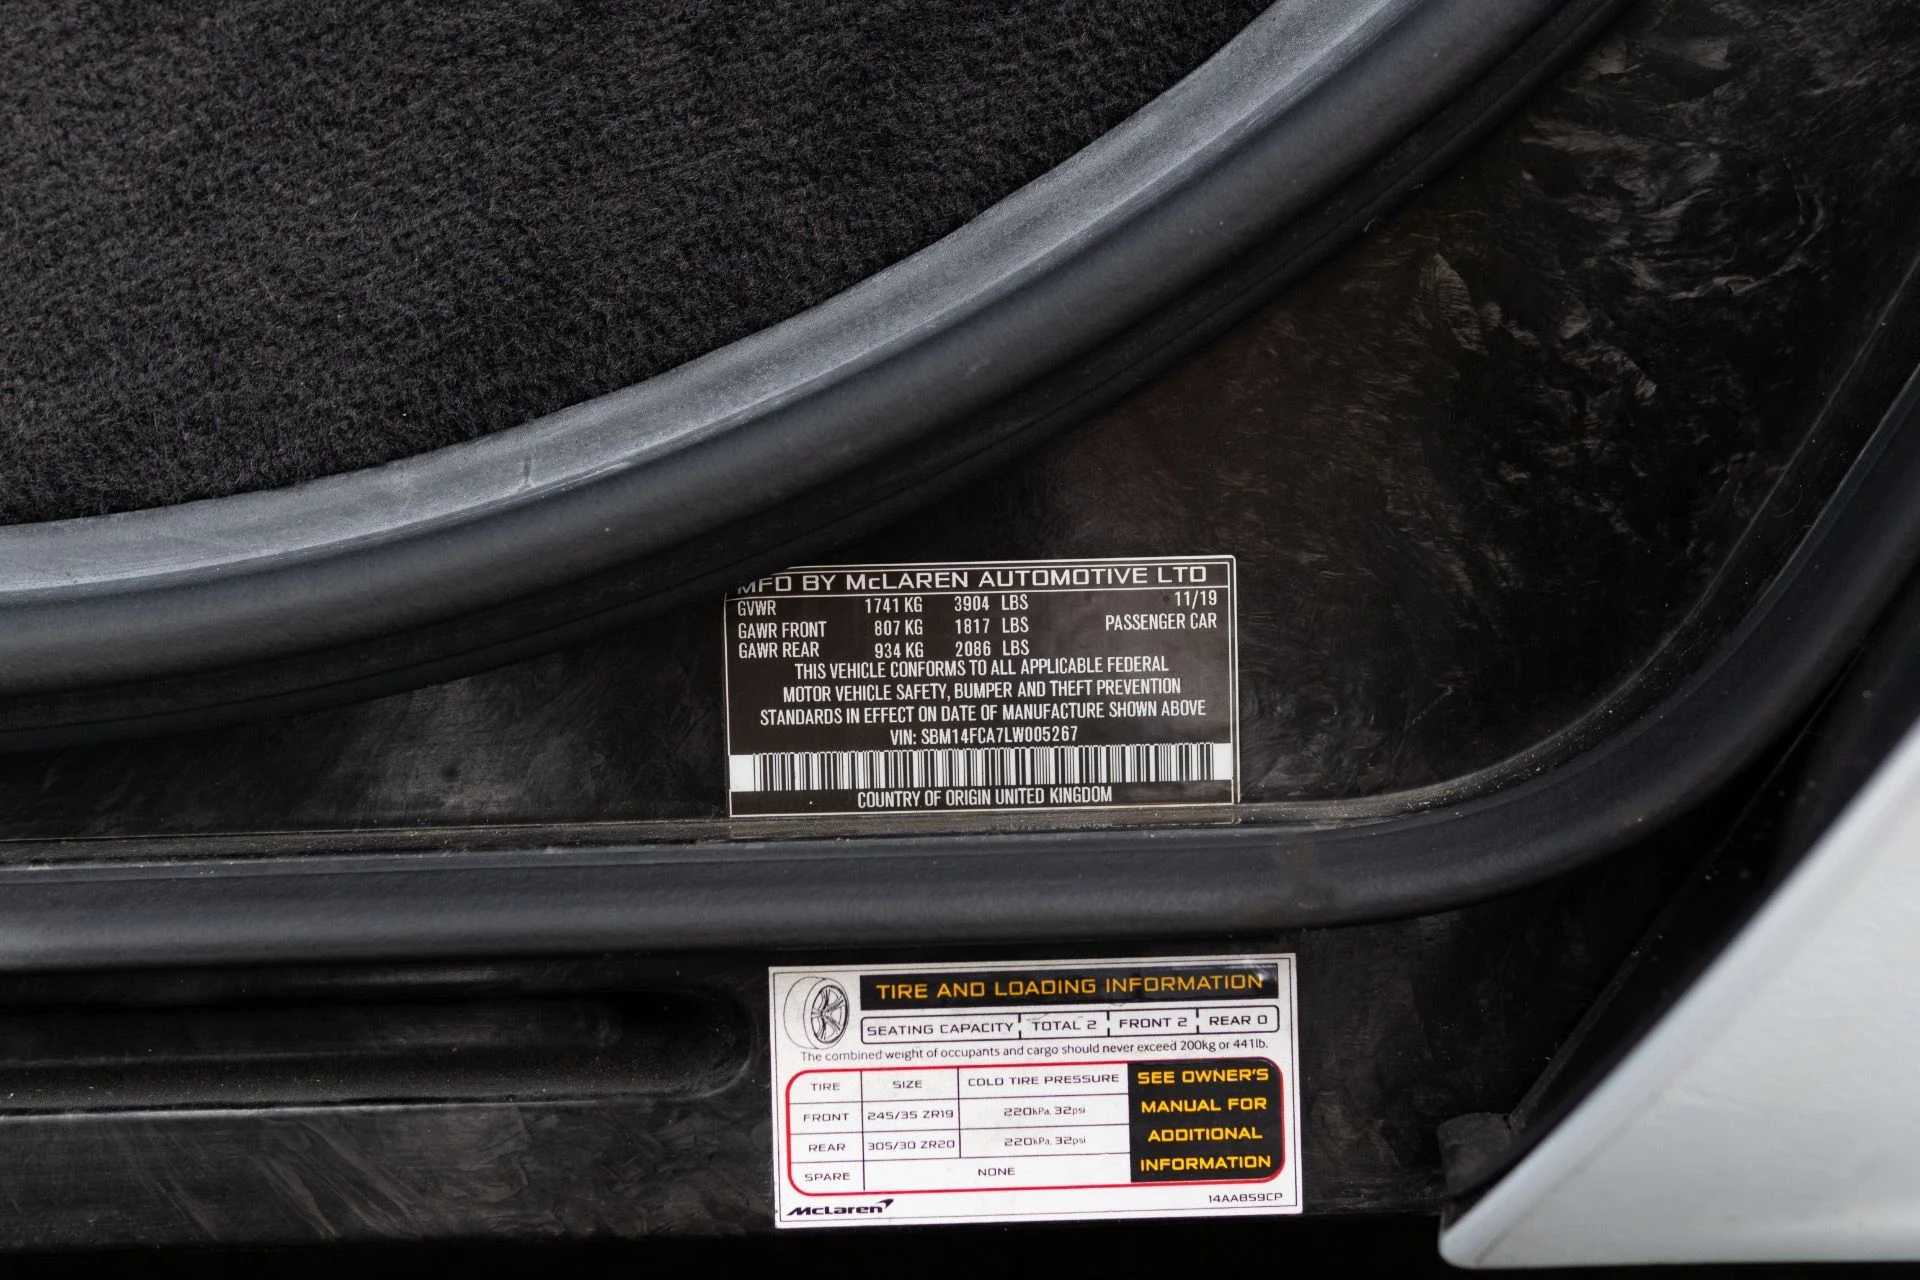 MFD BY McLAREN AUTOMOTIVE LTD
GVWR 1741 KG 3904 LBS 11/19
GAWR FRONT 807 KG 1817 LBS PASSENGER CAR
GAWR REAR 934 KG 2086 LBS
THIS VEHICLE CONFORMS TO ALL APPLICABLE FEDERAL
MOTOR VEHICLE SAFETY, BUMPER AND THEFT PREVENTION
STANDARDS IN EFFECT ON DATE OF MANUFACTURE SHOWN ABOVE
VIN: SBM14FCA7LW005267
COUNTRY OF ORIGIN UNITED KINGDOM
TIRE AND LOADING INFORMATION
SEATING CAPACITY TOTAL 2 FRONT 2 REAR 0
The combined weight of occupants and cargo should never exceed 200kg or 441lb.
TIRE SIZE COLD TIRE PRESSURE
FRONT 245/35 ZR19 220kPa, 32psi
REAR 305/30 ZR20 220kPa, 32psi
SPARE NONE
SEE OWNER'S
MANUAL FOR
ADDITIONAL
INFORMATION
McLaren
14AA859CP